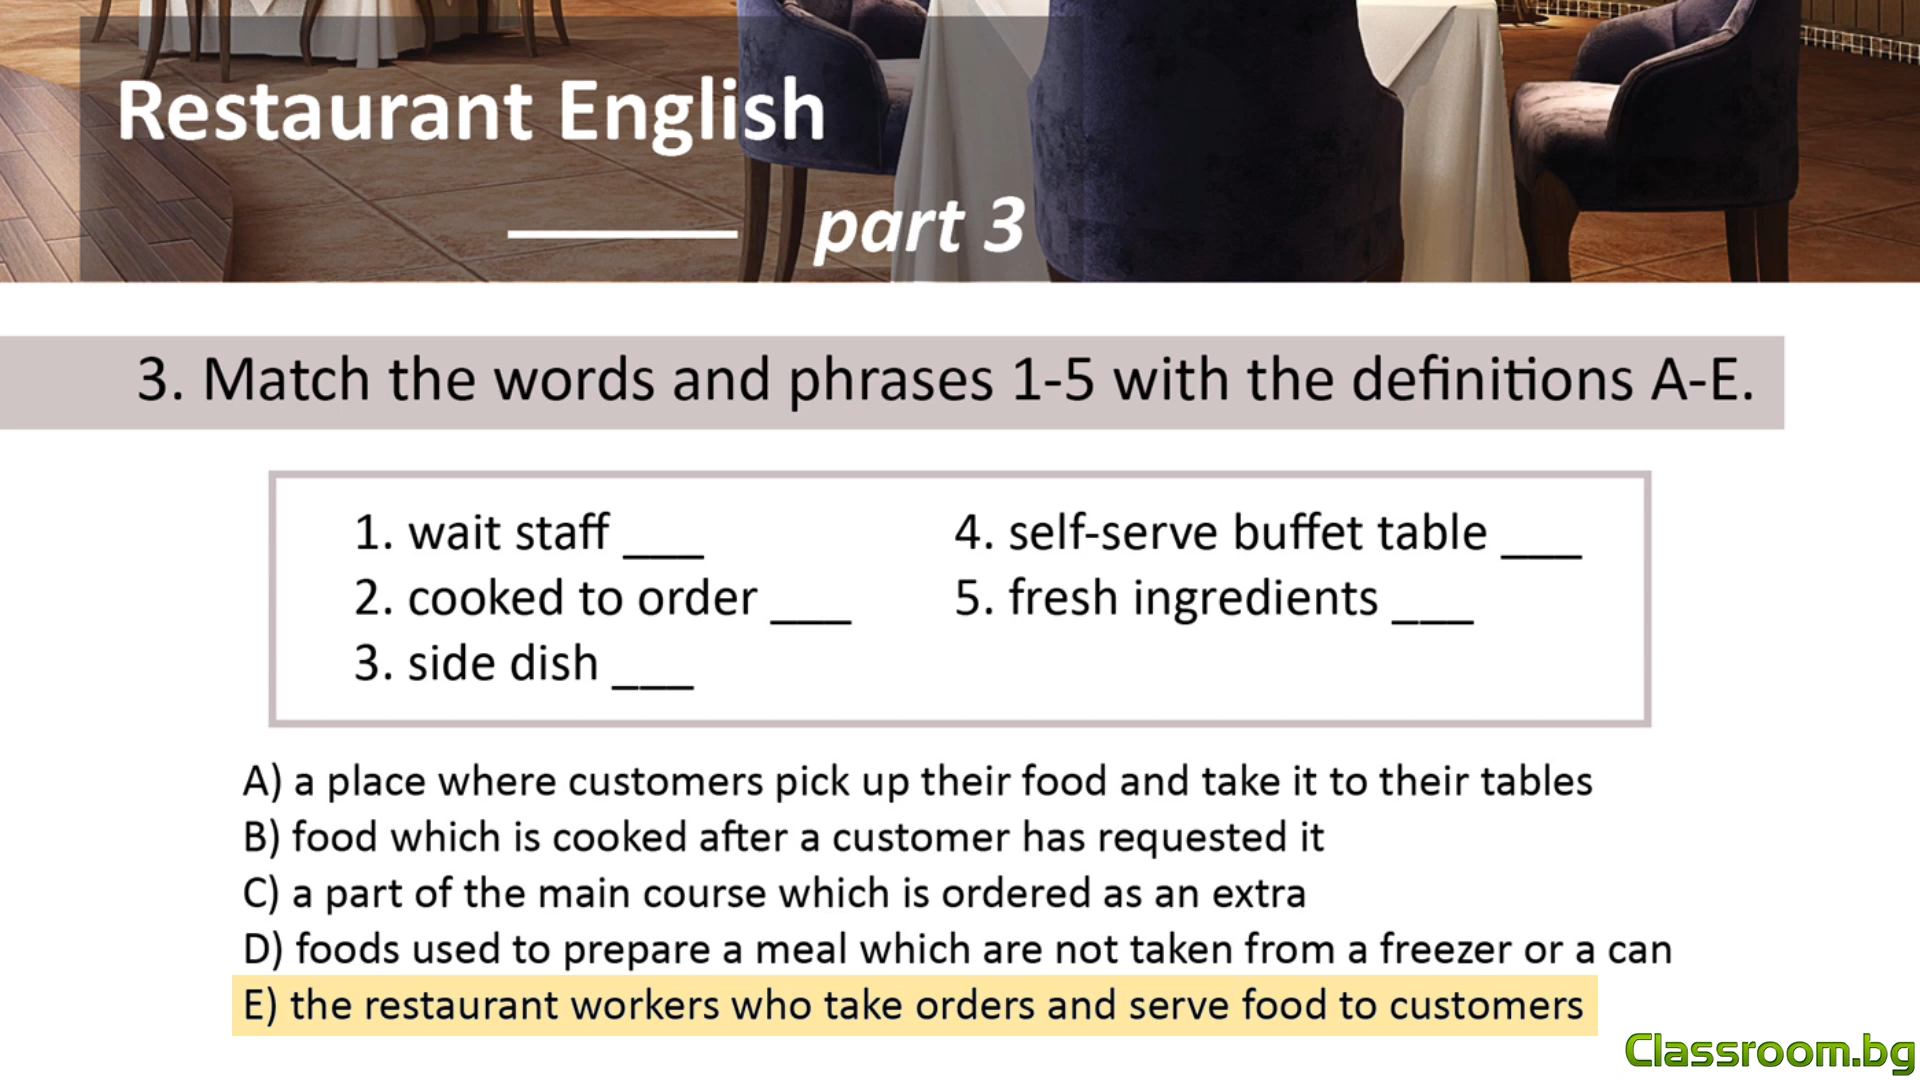 Restaurant English
part 3
3. Match the words and phrases 1-5 with the definitions A-E.
1. wait staff ___
2. cooked to order ___
3. side dish ___
4. self-serve buffet table ___
5. fresh ingredients ___
A) a place where customers pick up their food and take it to their tables
B) food which is cooked after a customer has requested it
C) a part of the main course which is ordered as an extra
D) foods used to prepare a meal which are not taken from a freezer or a can
E) the restaurant workers who take orders and serve food to customers
Classroom.bg